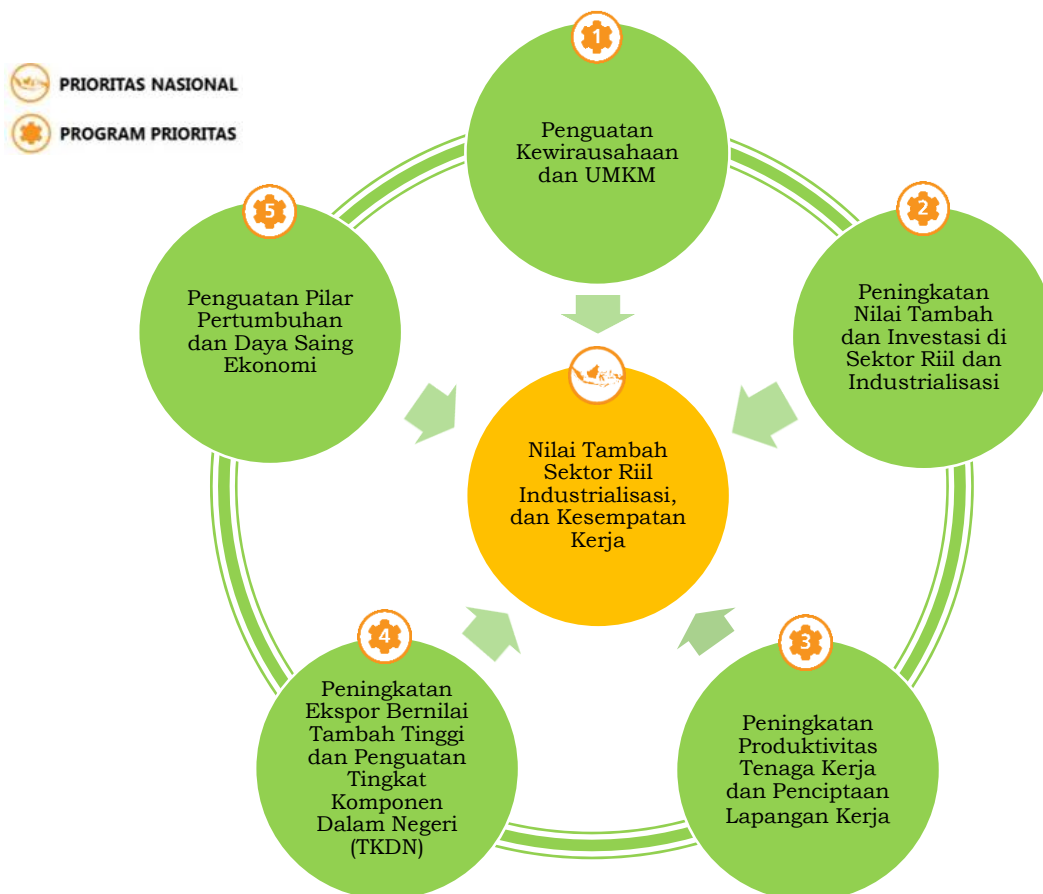 PRIORITAS NASIONAL
PROGRAM PRIORITAS
1
Penguatan
Kewirausahaan
dan UMKM
2
Peningkatan
Nilai Tambah
dan Investasi di
Sektor Riil dan
Industrialisasi
3
Peningkatan
Produktivitas
Tenaga Kerja
dan Penciptaan
Lapangan Kerja
4
Peningkatan
Ekspor Bernilai
Tambah Tinggi
dan Penguatan
Tingkat
Komponen
Dalam Negeri
(TKDN)
5
Penguatan Pilar
Pertumbuhan
dan Daya Saing
Ekonomi
Nilai Tambah
Sektor Riil
Industrialisasi,
dan Kesempatan
Kerja